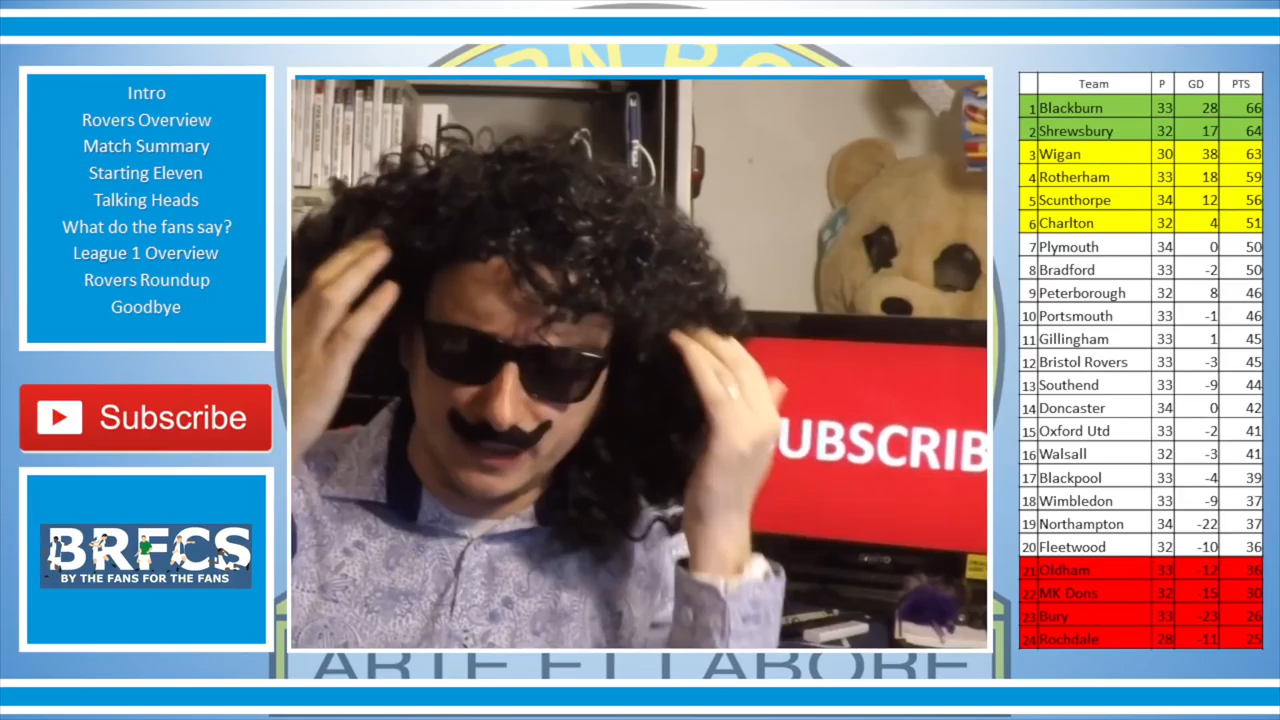 RN RO
Intro
Rovers Overview
Match Summary
Starting Eleven
Talking Heads
What do the fans say?
League 1 Overview
Rovers Roundup
Goodbye
Subscribe
BRFCS
BY THE FANS FOR THE FANS
UBSCRIB
Team P GD PTS
1 Blackburn 33 28 66
2 Shrewsbury 32 17 64
3 Wigan 30 38 63
4 Rotherham 33 18 59
5 Scunthorpe 34 12 56
6 Charlton 32 4 51
7 Plymouth 34 0 50
8 Bradford 33 -2 50
9 Peterborough 32 8 46
10 Portsmouth 33 -1 46
11 Gillingham 33 1 45
12 Bristol Rovers 33 -3 45
13 Southend 33 -9 44
14 Doncaster 34 0 42
15 Oxford Utd 33 -2 41
16 Walsall 32 -3 41
17 Blackpool 33 -4 39
18 Wimbledon 33 -9 37
19 Northampton 34 -22 37
20 Fleetwood 32 -10 36
21 Oldham 33 -12 36
22 MK Dons 32 -15 30
23 Bury 33 -23 26
24 Rochdale 28 -11 25
ARTE ET LABORE